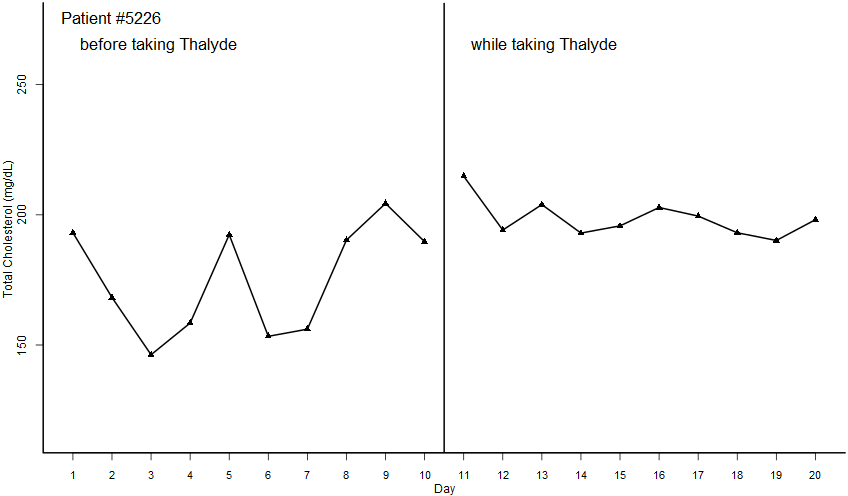 Patient #5226
before taking Thalyde
while taking Thalyde
Total Cholesterol (mg/dL)
250
200
150
1 2 3 4 5 6 7 8 9 10 11 12 13 14 15 16 17 18 19 20
Day